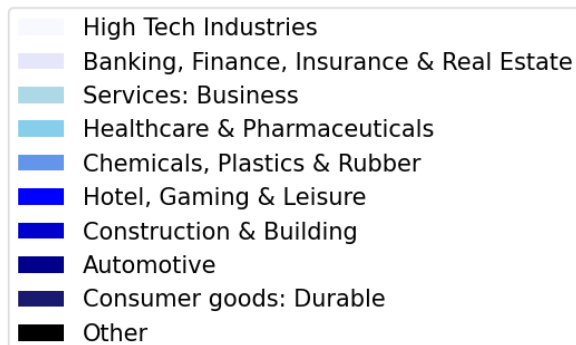 High Tech Industries
Banking, Finance, Insurance & Real Estate
Services: Business
Healthcare & Pharmaceuticals
Chemicals, Plastics & Rubber
Hotel, Gaming & Leisure
Construction & Building
Automotive
Consumer goods: Durable
Other